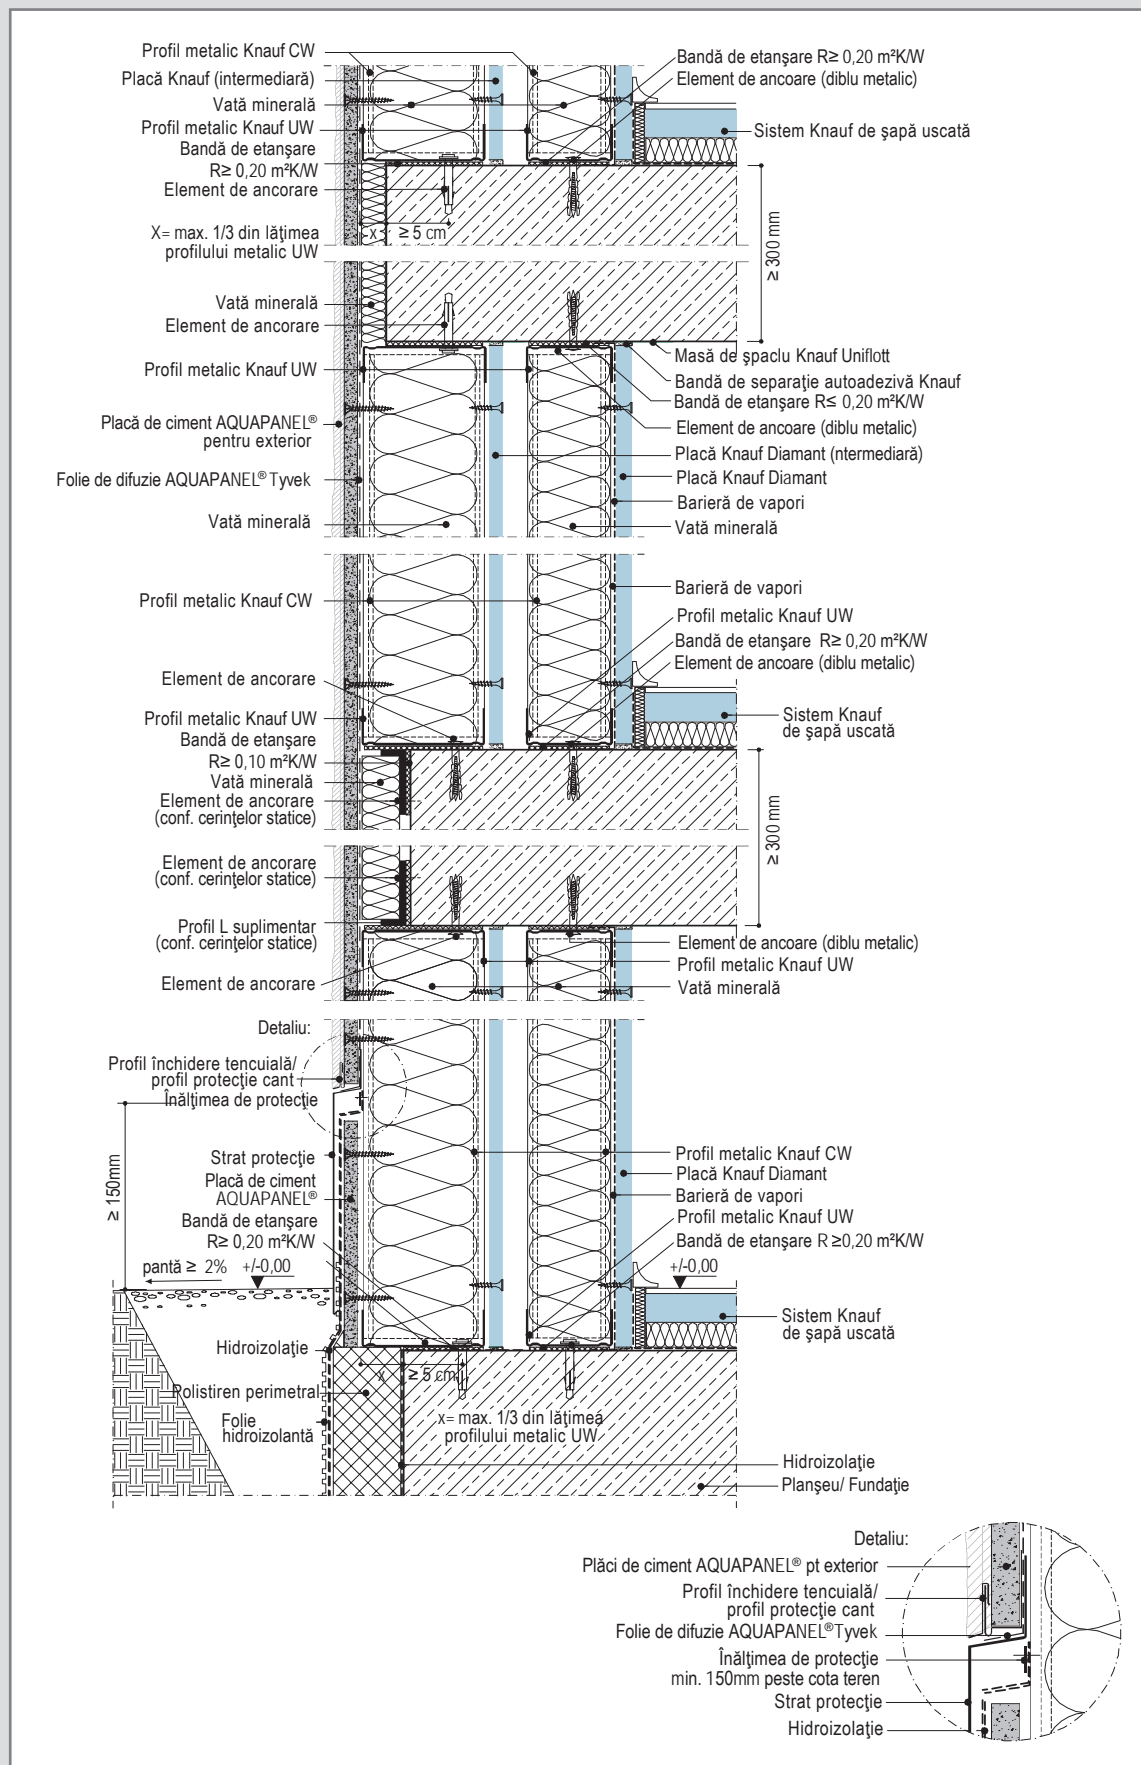 Profil metalic Knauf CW
Placă Knauf (intermediară)
Vată minerală
Profil metalic Knauf UW
Bandă de etanşare
R≥ 0,20 m²K/W
Element de ancorare
X= max. 1/3 din lăţimea
profilului metalic UW
x ≥ 5 cm
Bandă de etanşare R≥ 0,20 m²K/W
Element de ancoare (diblu metalic)
Sistem Knauf de şapă uscată
≥ 300 mm
Vată minerală
Element de ancorare
Profil metalic Knauf UW
Placă de ciment AQUAPANEL®
pentru exterior
Folie de difuzie AQUAPANEL® Tyvek
Vată minerală
Masă de şpaclu Knauf Uniflott
Bandă de separaţie autoadezivă Knauf
Bandă de etanşare R≤ 0,20 m²K/W
Element de ancoare (diblu metalic)
Placă Knauf Diamant (ntermediară)
Placă Knauf Diamant
Barieră de vapori
Vată minerală
Profil metalic Knauf CW
Element de ancorare
Profil metalic Knauf UW
Bandă de etanşare
R≥ 0,10 m²K/W
Vată minerală
Element de ancorare
(conf. cerinţelor statice)
Barieră de vapori
Profil metalic Knauf UW
Bandă de etanşare R≥ 0,20 m²K/W
Element de ancoare (diblu metalic)
Sistem Knauf
de şapă uscată
≥ 300 mm
Element de ancorare
(conf. cerinţelor statice)
Profil L suplimentar
(conf. cerinţelor statice)
Element de ancorare
Element de ancoare (diblu metalic)
Profil metalic Knauf UW
Vată minerală
Detaliu:
Profil închidere tencuială/
profil protecţie cant
Înălţimea de protecţie
Strat protecţie
Placă de ciment
AQUAPANEL®
Bandă de etanşare
R≥ 0,20 m²K/W
≥ 150mm
pantă ≥ 2% +/-0,00
Profil metalic Knauf CW
Placă Knauf Diamant
Barieră de vapori
Profil metalic Knauf UW
Bandă de etanşare R ≥0,20 m²K/W
+/-0,00
Sistem Knauf
de şapă uscată
Hidroizolaţie
Polistiren perimetral
Folie
hidroizolantă
x ≥ 5 cm
x= max. 1/3 din lăţimea
profilului metalic UW
Hidroizolaţie
Planşeu/ Fundaţie
Detaliu:
Plăci de ciment AQUAPANEL® pt exterior
Profil închidere tencuială/
profil protecţie cant
Folie de difuzie AQUAPANEL®Tyvek
Înălţimea de protecţie
min. 150mm peste cota teren
Strat protecţie
Hidroizolaţie